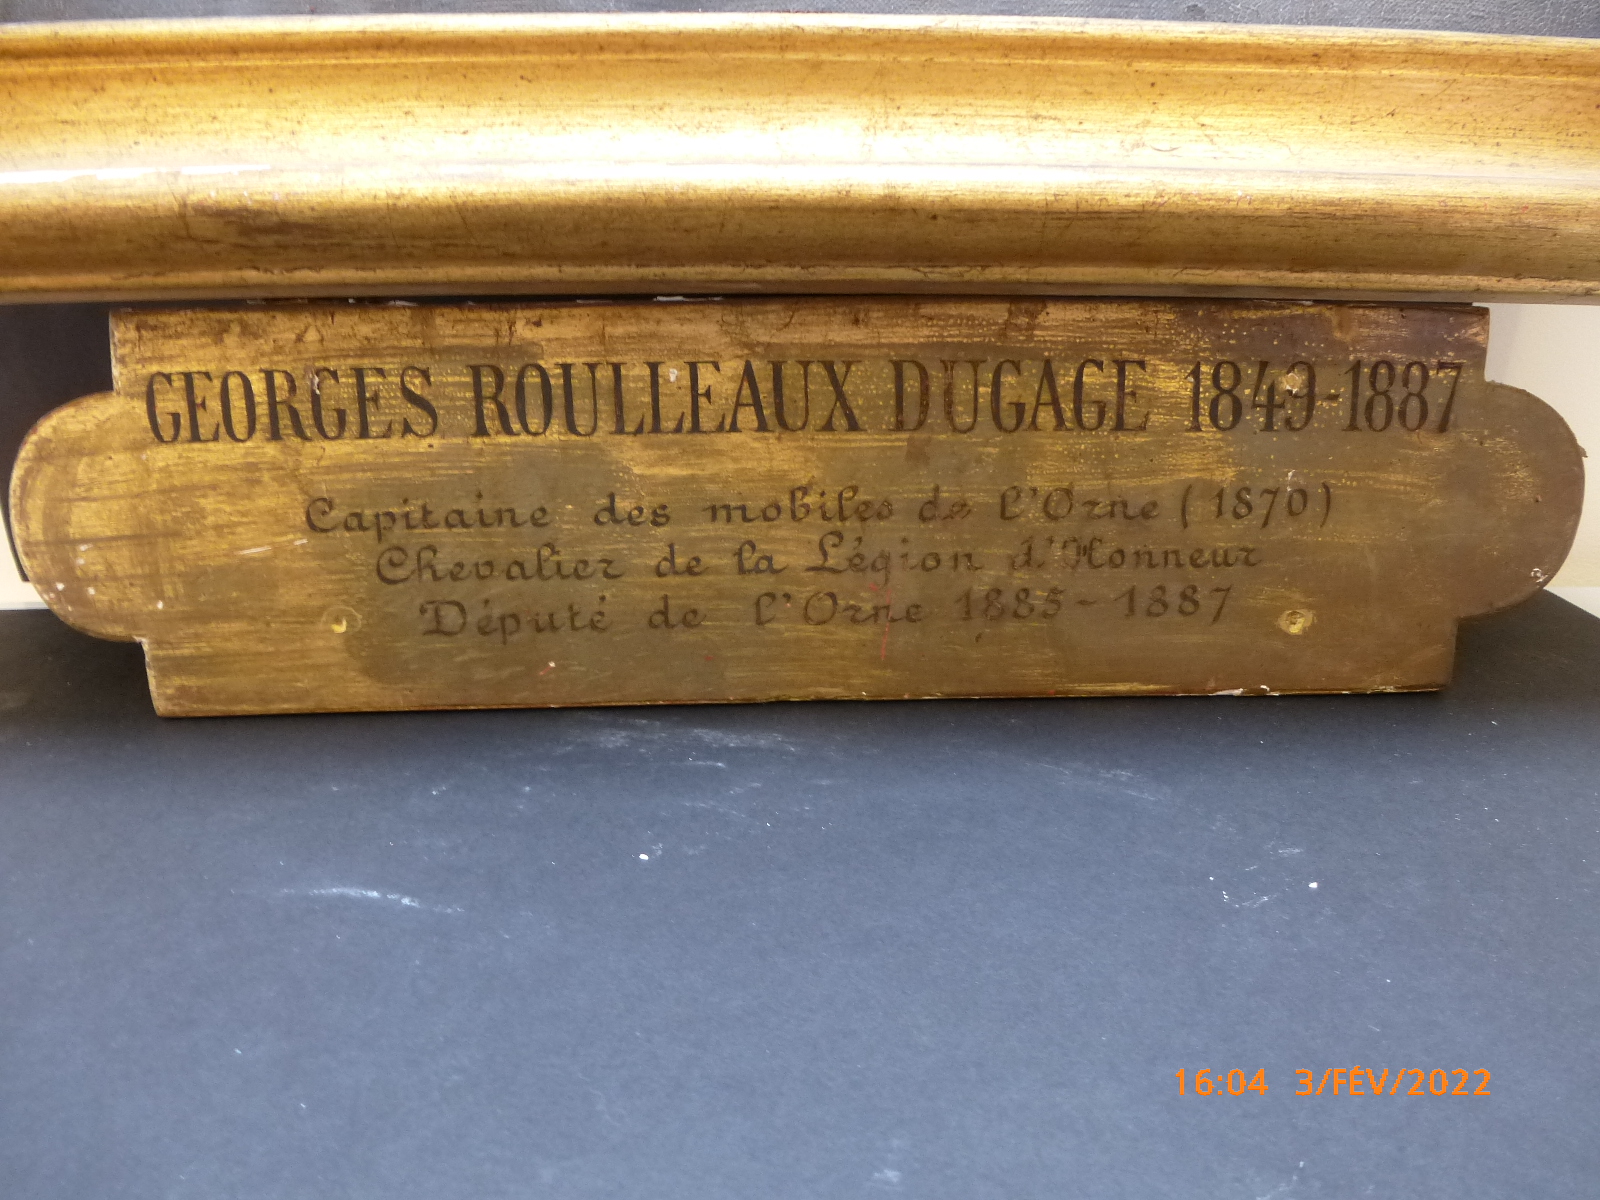 GEORGES ROULLEAUX DUGAGE 1849-1887
Capitaine des mobiles de l'Orne (1870)
Chevalier de la Légion d'Honneur
Député de l'Orne 1885-1887
16:04 3/FÉV/2022